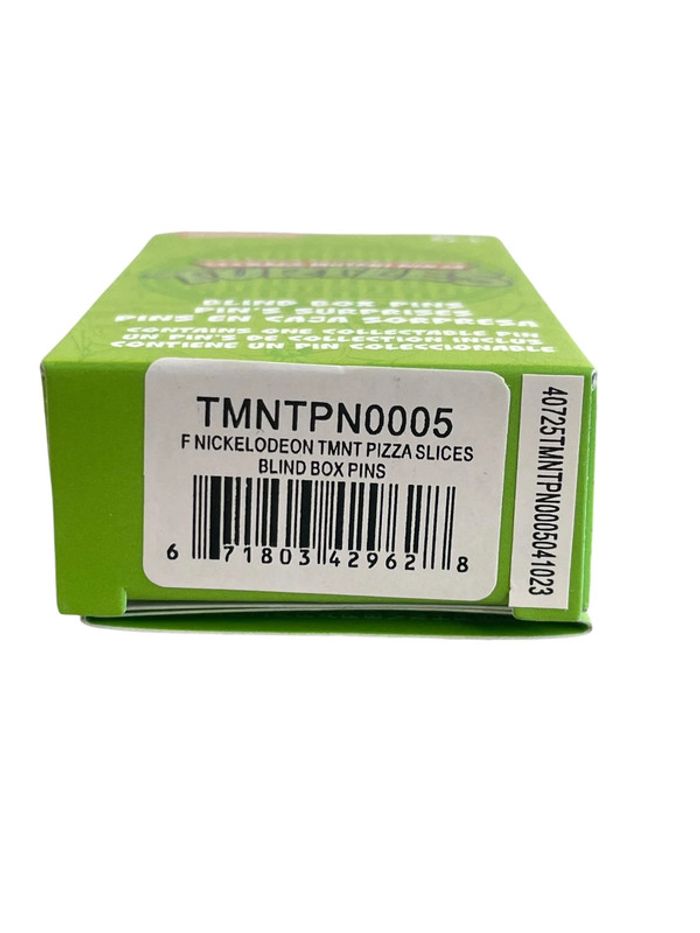 BLIND BOX PINS
PIN'S SURPRISES
PINS EN CAJA SORPRESA
CONTAINS ONE COLLECTABLE PIN
UN PIN'S DE COLLECTION INCLUS
CONTIENE UN PIN COLECCIONABLE
TMNTPN0005
F NICKELODEON TMNT PIZZA SLICES
BLIND BOX PINS
6 71803 42962 8
40725TMNTPN0005041023